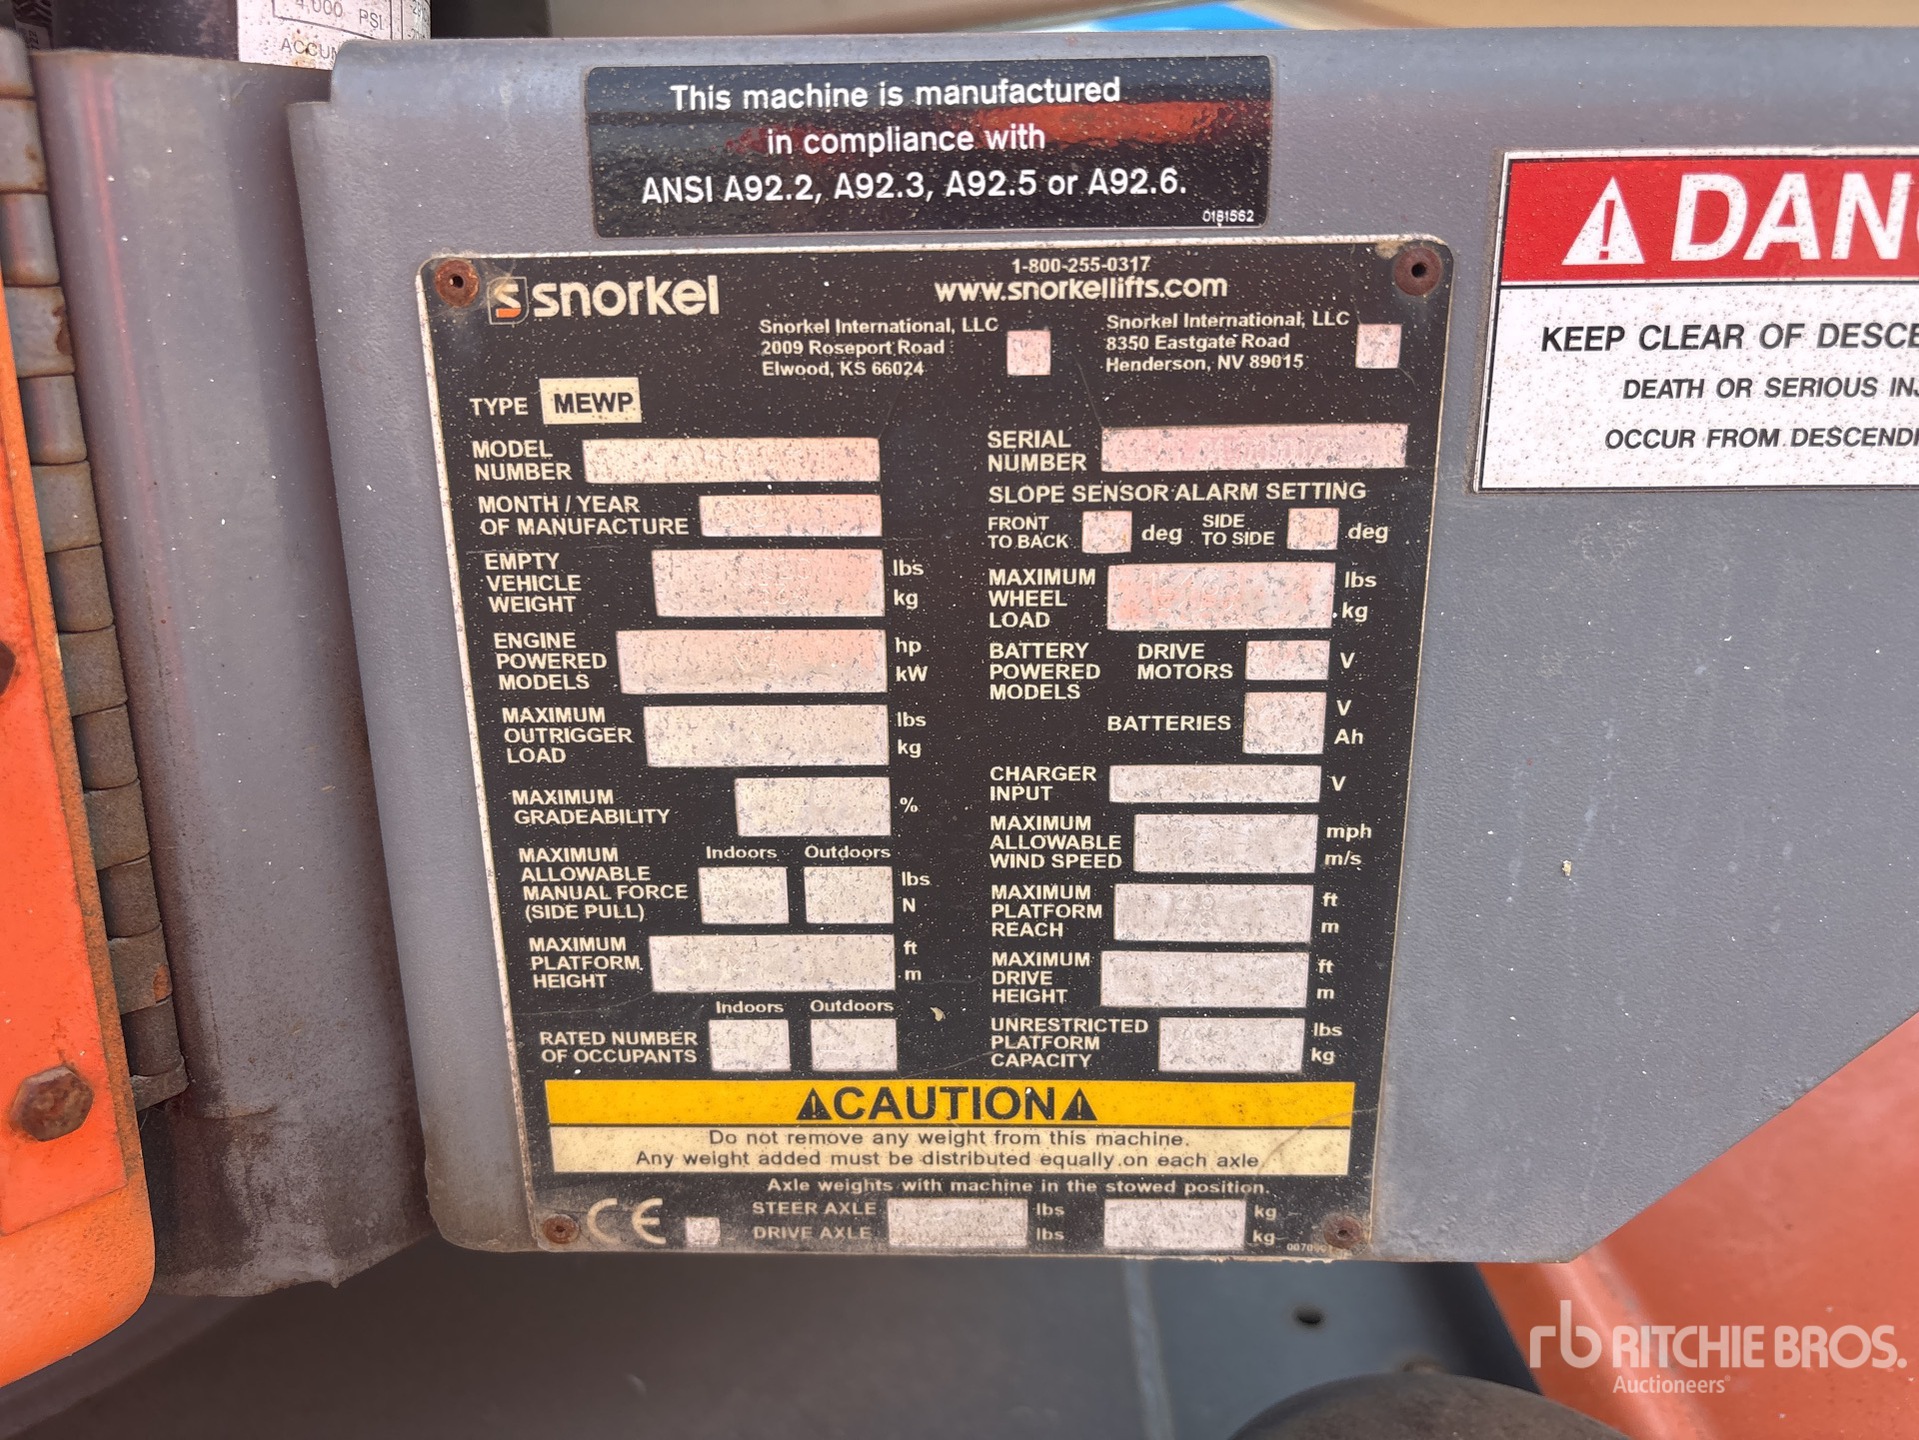 4,000 PSI
This machine is manufactured
in compliance with
ANSI A92.2, A92.3, A92.5 or A92.6.
0181562
snorkel
1-800-255-0317
www.snorkellifts.com
Snorkel International, LLC
2009 Roseport Road
Elwood, KS 66024
Snorkel International, LLC
8350 Eastgate Road
Henderson, NV 89015
TYPE MEWP
MODEL
NUMBER
MONTH / YEAR
OF MANUFACTURE
EMPTY
VEHICLE
WEIGHT
lbs
kg
ENGINE
POWERED
MODELS
hp
kW
MAXIMUM
OUTRIGGER
LOAD
lbs
kg
MAXIMUM
GRADEABILITY
%
MAXIMUM
ALLOWABLE
MANUAL FORCE
(SIDE PULL)
Indoors Outdoors
lbs
N
MAXIMUM
PLATFORM
HEIGHT
ft
m
Indoors Outdoors
RATED NUMBER
OF OCCUPANTS
SERIAL
NUMBER
SLOPE SENSOR ALARM SETTING
FRONT
TO BACK
deg
SIDE
TO SIDE
deg
MAXIMUM
WHEEL
LOAD
lbs
kg
BATTERY
POWERED
MODELS
DRIVE
MOTORS
V
BATTERIES
V
Ah
CHARGER
INPUT
V
MAXIMUM
ALLOWABLE
WIND SPEED
mph
m/s
MAXIMUM
PLATFORM
REACH
ft
m
MAXIMUM
DRIVE
HEIGHT
ft
m
UNRESTRICTED
PLATFORM
CAPACITY
lbs
kg
CAUTION
Do not remove any weight from this machine.
Any weight added must be distributed equally on each axle.
Axle weights with machine in the stowed position.
CE
STEER AXLE lbs kg
DRIVE AXLE lbs kg
KEEP CLEAR OF
DEATH OR SERIOUS
OCCUR FROM
rb RITCHIE BROS.
Auctioneers